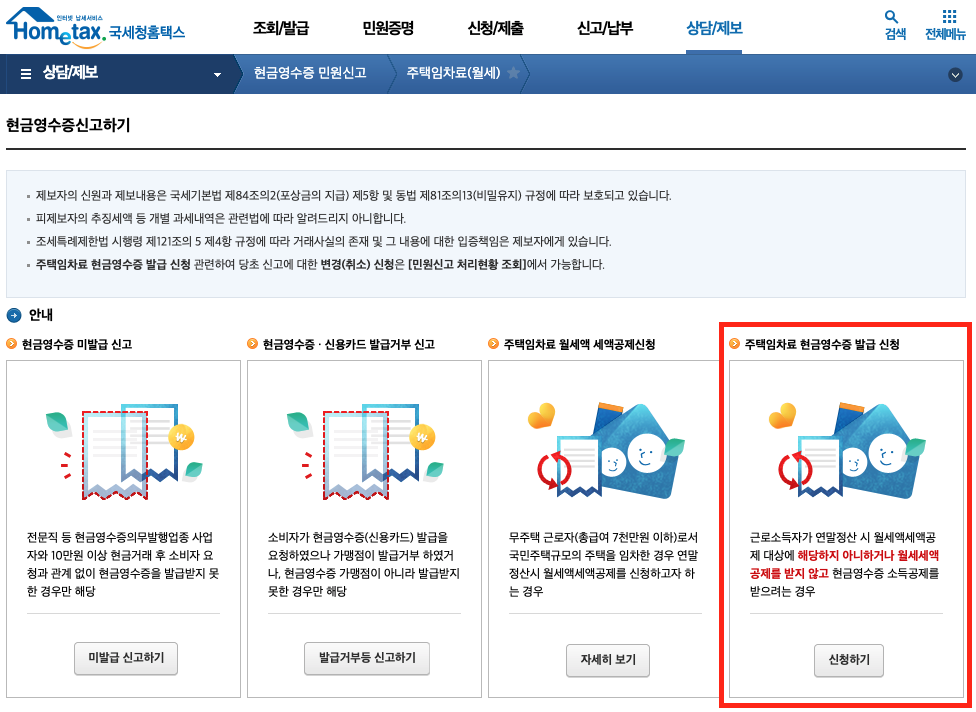 인터넷 납세서비스
Hometax. 국세청홈택스
조회/발급
민원증명
신청/제출
신고/납부
상담/제보
검색
전체메뉴
상담/제보
현금영수증 민원신고
주택임차료(월세)
현금영수증신고하기
제보자의 신원과 제보내용은 국세기본법 제84조의2(포상금의 지급) 제5항 및 동법 제81조의13(비밀유지) 규정에 따라 보호되고 있습니다.
피제보자의 추징세액 등 개별 과세내역은 관련법에 따라 알려드리지 아니합니다.
조세특례제한법 시행령 제121조의 5 제4항 규정에 따라 거래사실의 존재 및 그 내용에 대한 입증책임은 제보자에게 있습니다.
주택임차료 현금영수증 발급 신청 관련하여 당초 신고에 대한 변경(취소) 신청은 [민원신고 처리현황 조회]에서 가능합니다.
안내
현금영수증 미발급 신고
전문직 등 현금영수증의무발행업종 사업
자와 10만원 이상 현금거래 후 소비자 요
청과 관계 없이 현금영수증을 발급받지 못
한 경우만 해당
미발급 신고하기
현금영수증 · 신용카드 발급거부 신고
소비자가 현금영수증(신용카드) 발급을
요청하였으나 가맹점이 발급거부 하였거
나, 현금영수증 가맹점이 아니라 발급받지
못한 경우만 해당
발급거부등 신고하기
주택임차료 월세액 세액공제신청
무주택 근로자(총급여 7천만원 이하)로서
국민주택규모의 주택을 임차한 경우 연말
정산시 월세액세액공제를 신청하고자 하
는 경우
자세히 보기
주택임차료 현금영수증 발급 신청
근로소득자가 연말정산 시 월세액세액공
제 대상에 해당하지 아니하거나 월세세액
공제를 받지 않고 현금영수증 소득공제를
받으려는 경우
신청하기